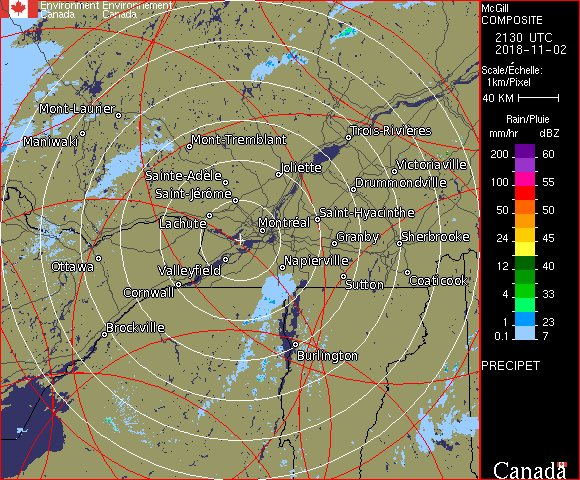 Environment Environnement
Canada Canada
McGill
COMPOSITE
2130 UTC
2018-11-02
Scale/Échelle:
1km/Pixel
40 KM
Rain/Pluie
mm/hr dBZ
200 60
150 57
100 55
50 50
24 45
12 40
4 33
1 23
0.1 7
PRECIPET
Canada
Mont-Laurier
Maniwaki
Mont-Tremblant
Trois-Rivières
Sainte-Adèle
Joliette
Victoriaville
Saint-Jérôme
Drummondville
Lachute
Montréal
Saint-Hyacinthe
Granby
Sherbrooke
Ottawa
Valleyfield
Napierville
Cornwall
Sutton
Coaticook
Brockville
Burlington